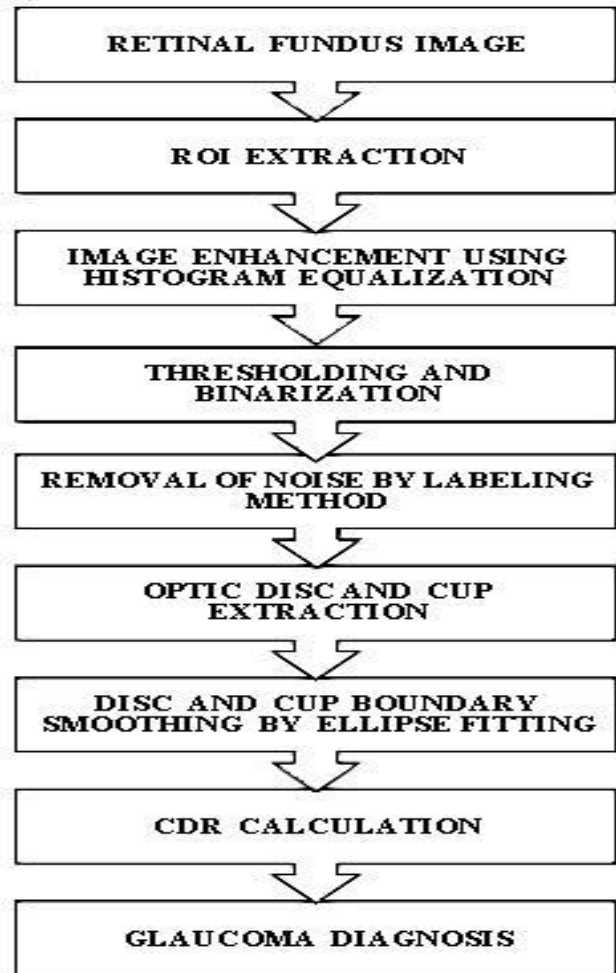 RETINAL FUNDUS IMAGE
ROI EXTRACTION
IMAGE ENHANCEMENT USING
HISTOGRAM EQUALIZATION
THRESHOLDING AND
BINARIZATION
REMOVAL OF NOISE BY LABELING
METHOD
OPTIC DISC AND CUP
EXTRACTION
DISC AND CUP BOUNDARY
SMOOTHING BY ELLIPSE FITTING
CDR CALCULATION
GLAUCOMA DIAGNOSIS